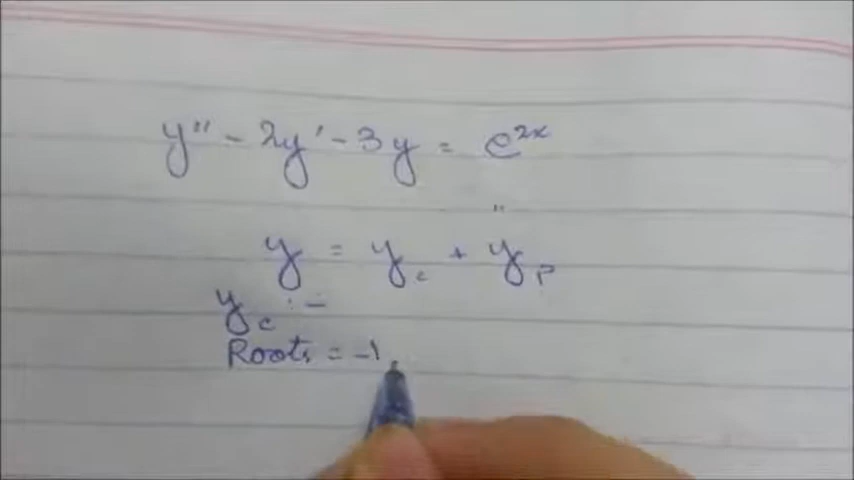 y'' - 2y' - 3y = e^{2x}
y = y_c + y_p
y_c :-
Roots = -1,